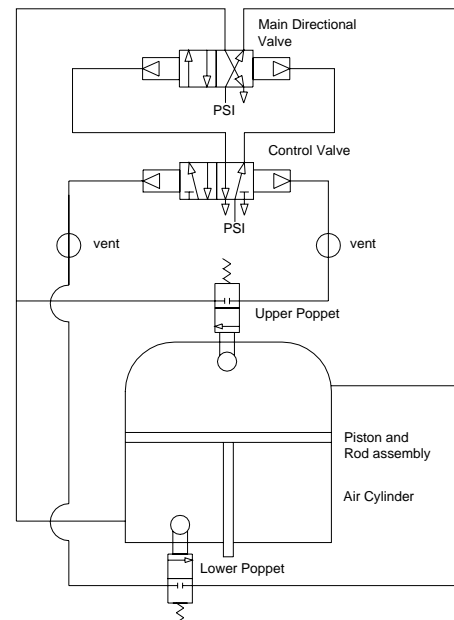 Main Directional
Valve
PSI
Control Valve
PSI
vent
vent
Upper Poppet
Piston and
Rod assembly
Air Cylinder
Lower Poppet